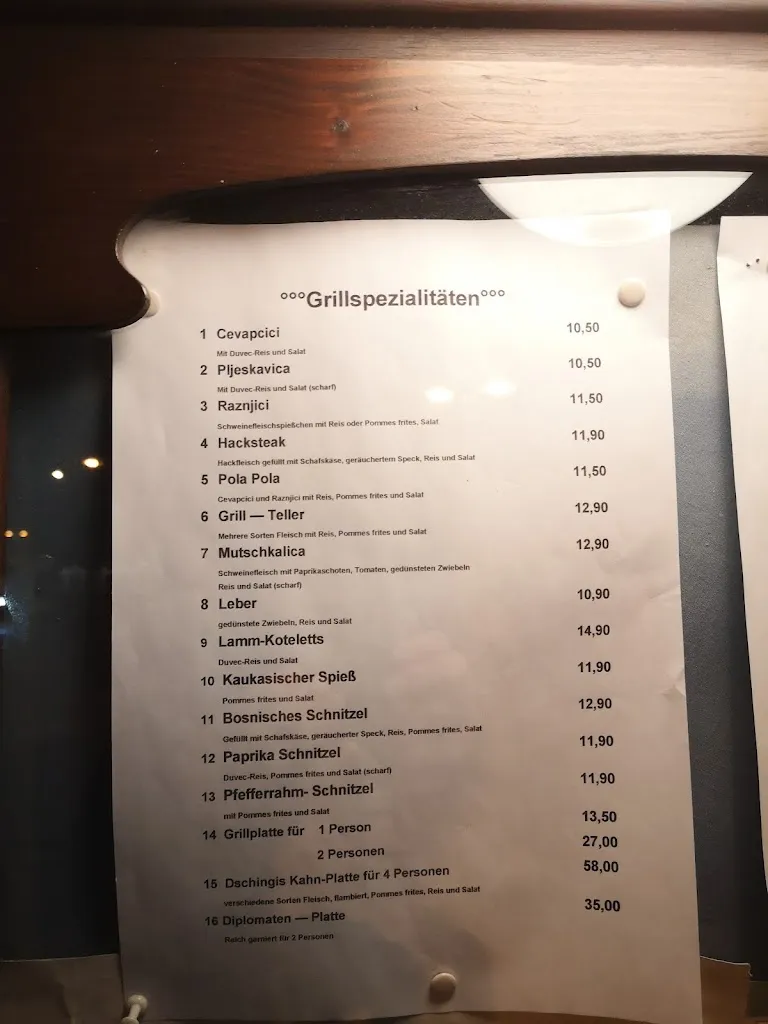 °°°Grillspezialitäten°°°
1 Cevapcici 10,50
Mit Duvec-Reis und Salat
2 Pljeskavica 10,50
Mit Duvec-Reis und Salat (scharf)
3 Raznjici 11,50
Schweinefleischspießchen mit Reis oder Pommes frites, Salat
4 Hacksteak 11,90
Hackfleisch gefüllt mit Schafskäse, geräuchertem Speck, Reis und Salat
5 Pola Pola 11,50
Cevapcici und Raznjici mit Reis, Pommes frites und Salat
6 Grill — Teller 12,90
Mehrere Sorten Fleisch mit Reis, Pommes frites und Salat
7 Mutschkalica 12,90
Schweinefleisch mit Paprikaschoten, Tomaten, gedünsteten Zwiebeln
Reis und Salat (scharf)
8 Leber 10,90
gedünstete Zwiebeln, Reis und Salat
9 Lamm-Koteletts 14,90
Duvec-Reis und Salat
10 Kaukasischer Spieß 11,90
Pommes frites und Salat
11 Bosnisches Schnitzel 12,90
Gefüllt mit Schafskäse, geräucherter Speck, Reis, Pommes frites, Salat
12 Paprika Schnitzel 11,90
Duvec-Reis, Pommes frites und Salat (scharf)
13 Pfefferrahm- Schnitzel 11,90
mit Pommes frites und Salat
14 Grillplatte für 1 Person 13,50
2 Personen 27,00
15 Dschingis Kahn-Platte für 4 Personen 58,00
verschiedene Sorten Fleisch, flambiert, Pommes frites, Reis und Salat
16 Diplomaten — Platte 35,00
Reich garniert für 2 Personen